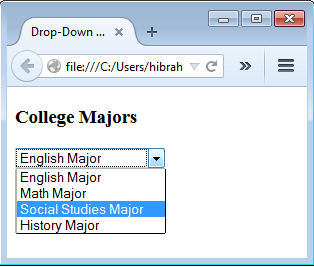 Drop-Down ...
file:///C:/Users/hibrah
College Majors
English Major
English Major
Math Major
Social Studies Major
History Major